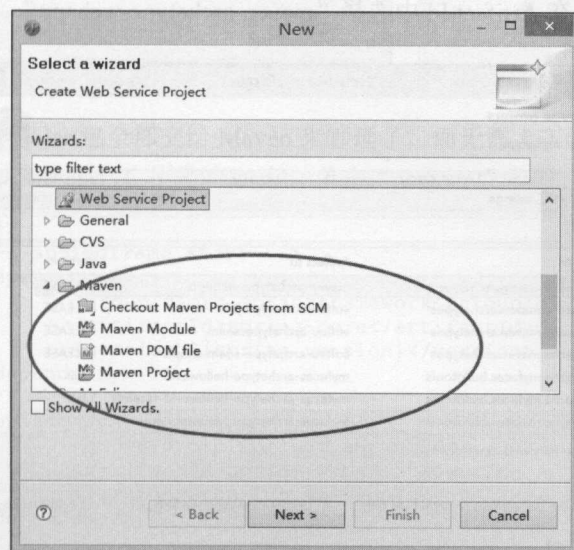 New
Select a wizard
Create Web Service Project
Wizards:
type filter text
Web Service Project
General
CVS
Java
Maven
Checkout Maven Projects from SCM
Maven Module
Maven POM file
Maven Project
Show All Wizards.
< Back Next > Finish Cancel